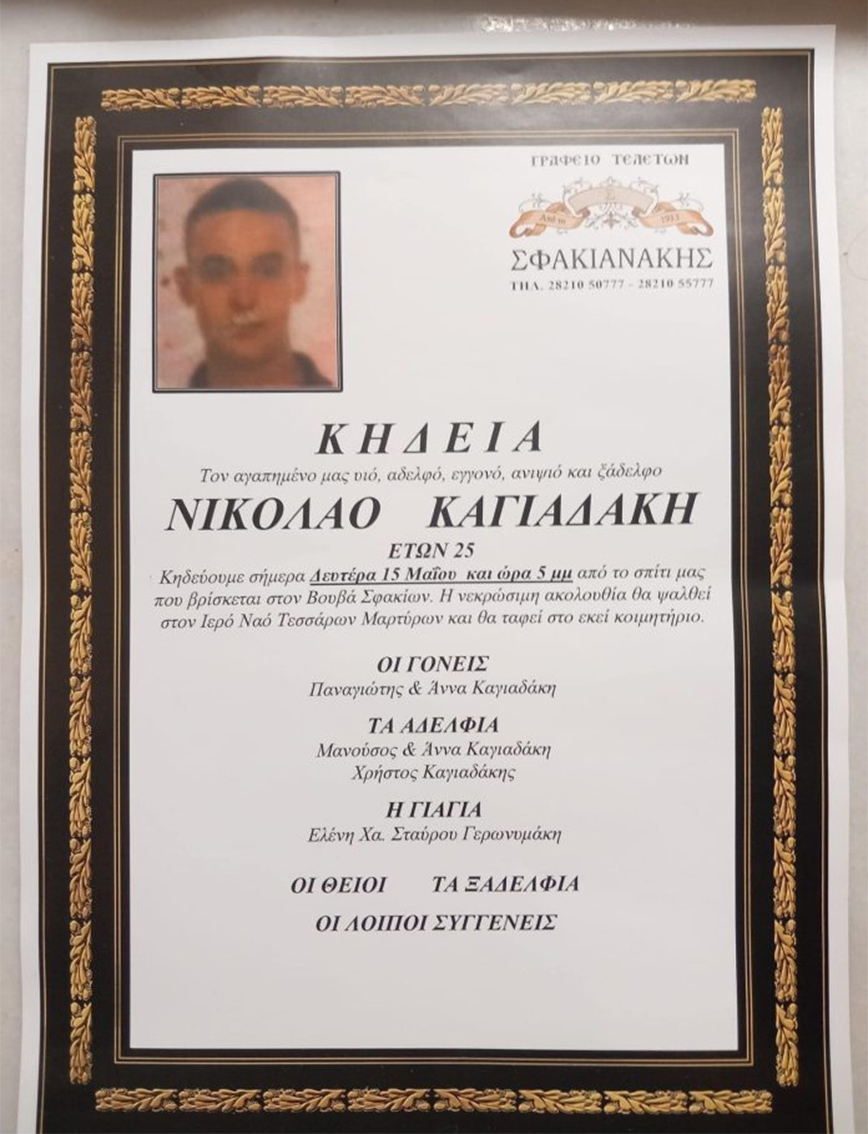 ΓΡΑΦΕΙΟ ΤΕΛΕΤΩΝ
Από το 1913
ΣΦΑΚΙΑΝΑΚΗΣ
ΤΗΛ. 28210 50777 - 28210 55777
ΚΗΔΕΙΑ
Τον αγαπημένο μας υιό, αδελφό, εγγονό, ανιψιό και ξάδελφο
ΝΙΚΟΛΑΟ ΚΑΓΙΑΔΑΚΗ
ΕΤΩΝ 25
Κηδεύουμε σήμερα Δευτέρα 15 Μαΐου και ώρα 5 μμ από το σπίτι μας
που βρίσκεται στον Βουβά Σφακίων. Η νεκρώσιμη ακολουθία θα ψαλθεί
στον Ιερό Ναό Τεσσάρων Μαρτύρων και θα ταφεί στο εκεί κοιμητήριο.
ΟΙ ΓΟΝΕΙΣ
Παναγιώτης & Άννα Καγιαδάκη
ΤΑ ΑΔΕΛΦΙΑ
Μανούσος & Άννα Καγιαδάκη
Χρήστος Καγιαδάκης
Η ΓΙΑΓΙΑ
Ελένη Χα. Σταύρου Γερωνυμάκη
ΟΙ ΘΕΙΟΙ ΤΑ ΞΑΔΕΛΦΙΑ
ΟΙ ΛΟΙΠΟΙ ΣΥΓΓΕΝΕΙΣ